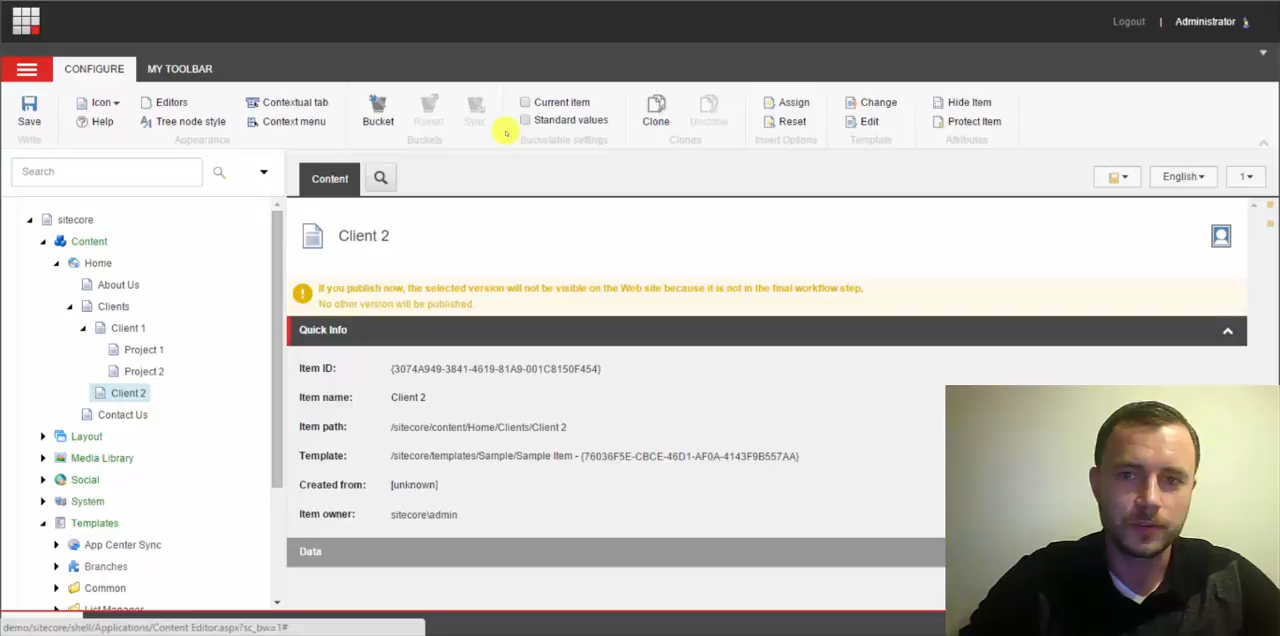 Logout | Administrator
CONFIGURE MY TOOLBAR
Icon Editors Contextual tab Current item Assign Change Hide Item
Save Help Tree node style Context menu Bucket Revert Sync Standard values Clone Unclone Reset Edit Protect Item
Write Appearance Buckets Bucketable settings Clones Insert Options Template Attributes
Search
Content
English 1
sitecore
Content
Home
About Us
Clients
Client 1
Project 1
Project 2
Client 2
Contact Us
Layout
Media Library
Social
System
Templates
App Center Sync
Branches
Common
List Manager
Client 2
If you publish now, the selected version will not be visible on the Web site because it is not in the final workflow step.
No other version will be published.
Quick Info
Item ID: {3074A949-3841-4619-81A9-001C8150F454}
Item name: Client 2
Item path: /sitecore/content/Home/Clients/Client 2
Template: /sitecore/templates/Sample/Sample Item - {76036F5E-CBCE-46D1-AF0A-4143F9B557AA}
Created from: [unknown]
Item owner: sitecore\admin
Data
demo/sitecore/shell/Applications/Content Editor.aspx?sc_bw=1#